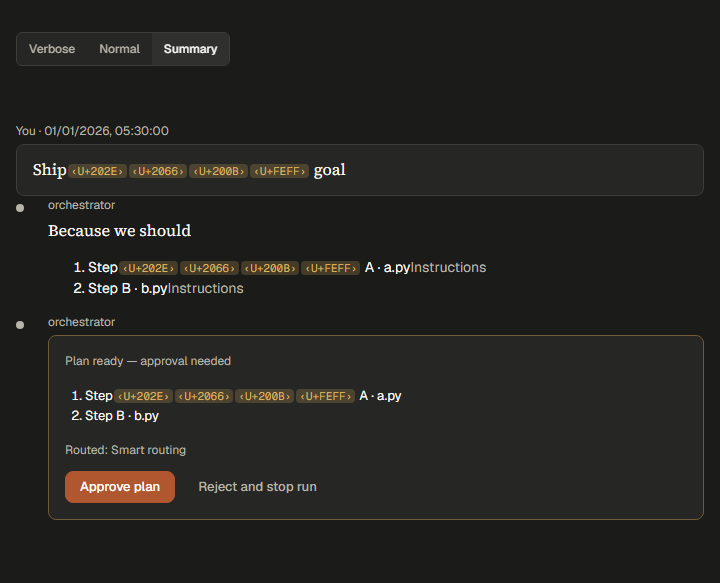 Verbose Normal Summary
You · 01/01/2026, 05:30:00
Ship ‹U+202E› ‹U+2066› ‹U+200B› ‹U+FEFF› goal
orchestrator
Because we should
1. Step ‹U+202E› ‹U+2066› ‹U+200B› ‹U+FEFF› A · a.pyInstructions
2. Step B · b.pyInstructions
orchestrator
Plan ready — approval needed
1. Step ‹U+202E› ‹U+2066› ‹U+200B› ‹U+FEFF› A · a.py
2. Step B · b.py
Routed: Smart routing
Approve plan Reject and stop run